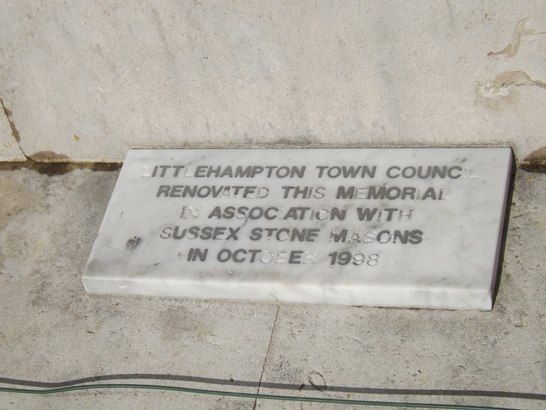 LITTLEHAMPTON TOWN COUNCIL
RENOVATED THIS MEMORIAL
IN ASSOCIATION WITH
SUSSEX STONE MASONS
IN OCTOBER 1998